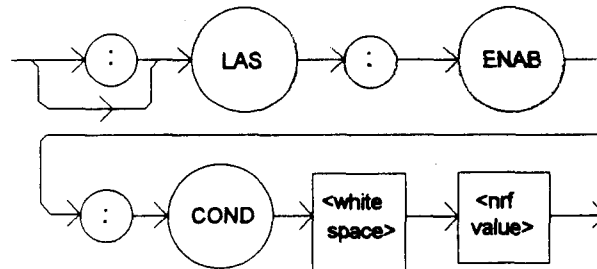 : LAS : ENAB
: COND <white space> <nrf value>